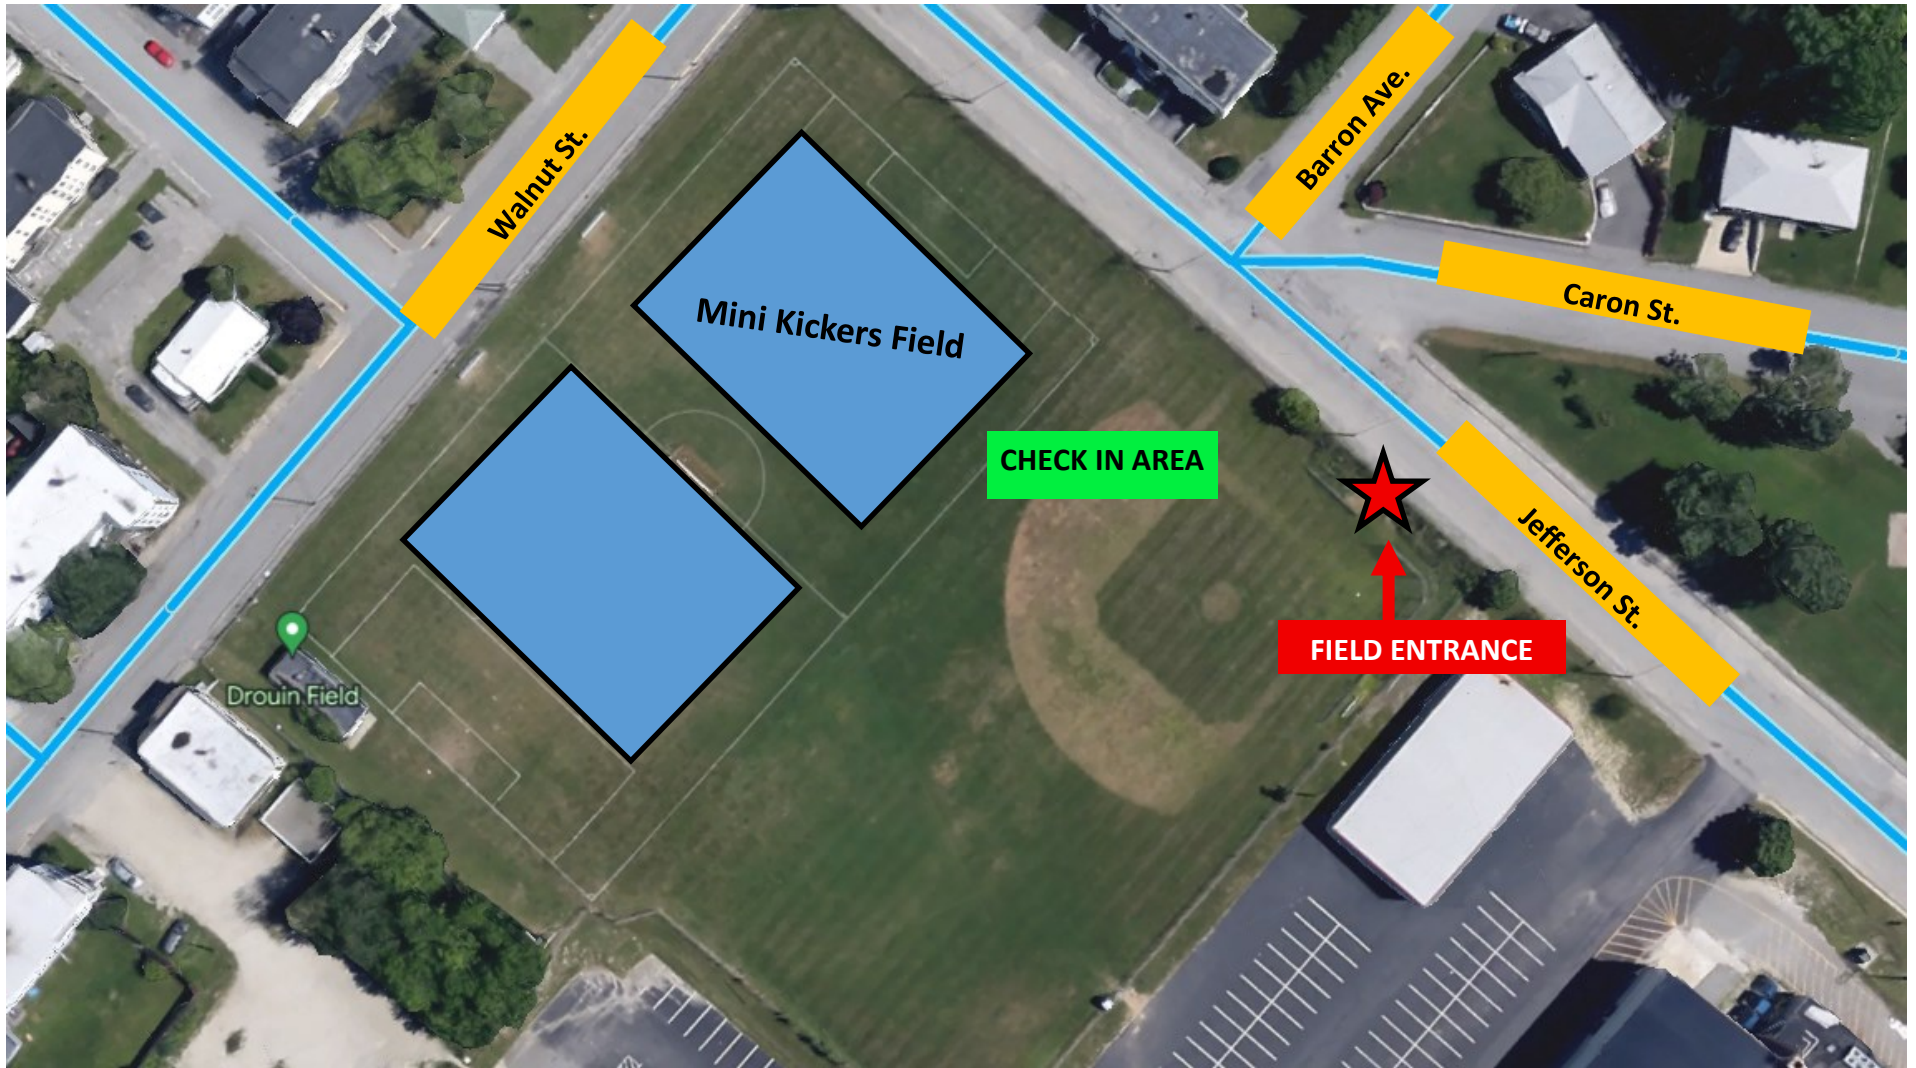 Walnut St.
Barron Ave.
Caron St.
Mini Kickers Field
CHECK IN AREA
Jefferson St.
FIELD ENTRANCE
Drouin Field